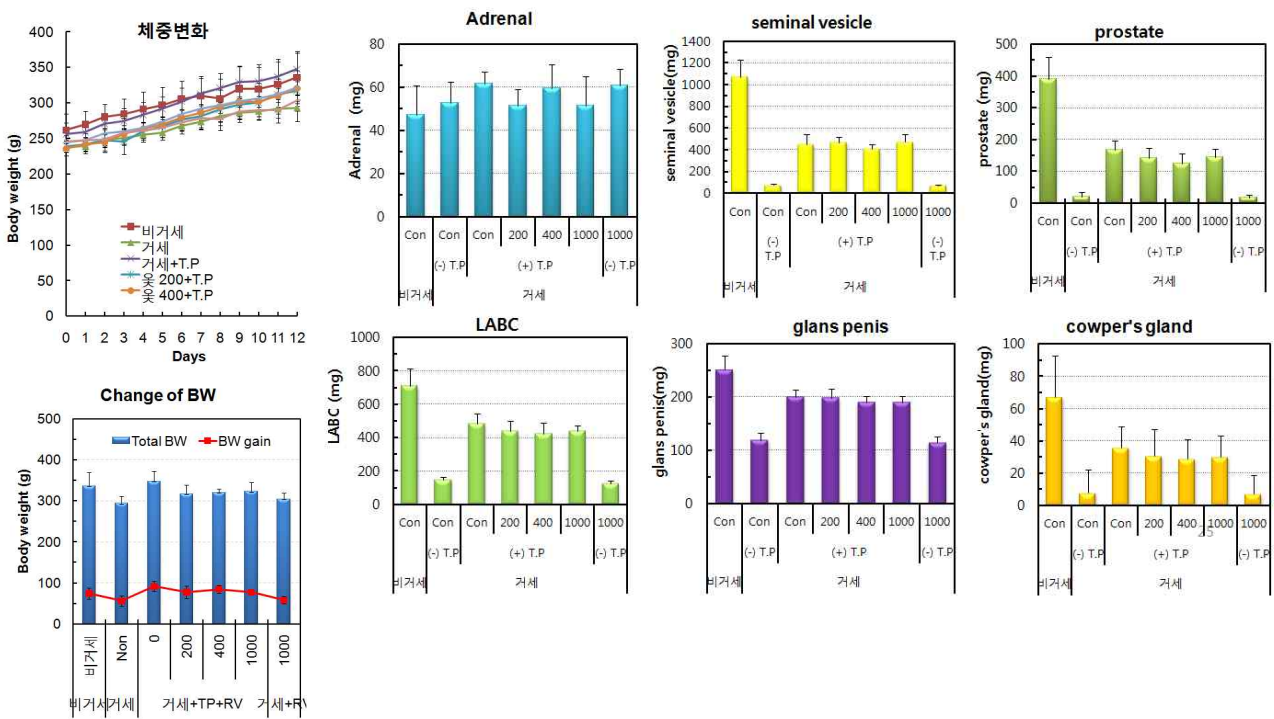 체중변화
Body weight (g)
400
350
300
250
200
150
100
50
0
비거세
거세
거세+T.P
옻 200+T.P
옻 400+T.P
0 1 2 3 4 5 6 7 8 9 10 11 12
Days
Adrenal
Adrenal (mg)
80
60
40
20
0
Con Con Con 200 400 1000 1000
(-) T.P (+) T.P (-) T.P
비거세 거세
seminal vesicle
seminal vesicle(mg)
1400
1200
1000
800
600
400
200
0
Con Con Con 200 400 1000 1000
(-) T.P (+) T.P (-) T.P
비거세 거세
prostate
prostate (mg)
500
400
300
200
100
0
Con Con Con 200 400 1000 1000
(-) T.P (+) T.P (-) T.P
비거세 거세
Change of BW
Body weight (g)
Total BW BW gain
500
400
300
200
100
0
비거세 Non 0 200 400 1000 1000
비거세 거세 거세+TP+RV 거세+RV
LABC
LABC (mg)
1000
800
600
400
200
0
Con Con Con 200 400 1000 1000
(-) T.P (+) T.P (-) T.P
비거세 거세
glans penis
glans penis(mg)
300
200
100
0
Con Con Con 200 400 1000 1000
(-) T.P (+) T.P (-) T.P
비거세 거세
cowper's gland
cowper's gland(mg)
100
80
60
40
20
0
Con Con Con 200 400 1000 1000
25
(-) T.P (+) T.P (-) T.P
비거세 거세